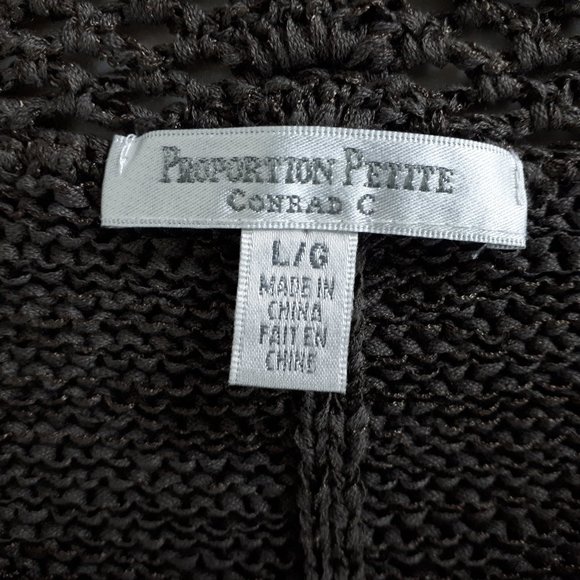 PROPORTION PETITE
CONRAD C
L/G
MADE IN
CHINA
FAIT EN
CHINE